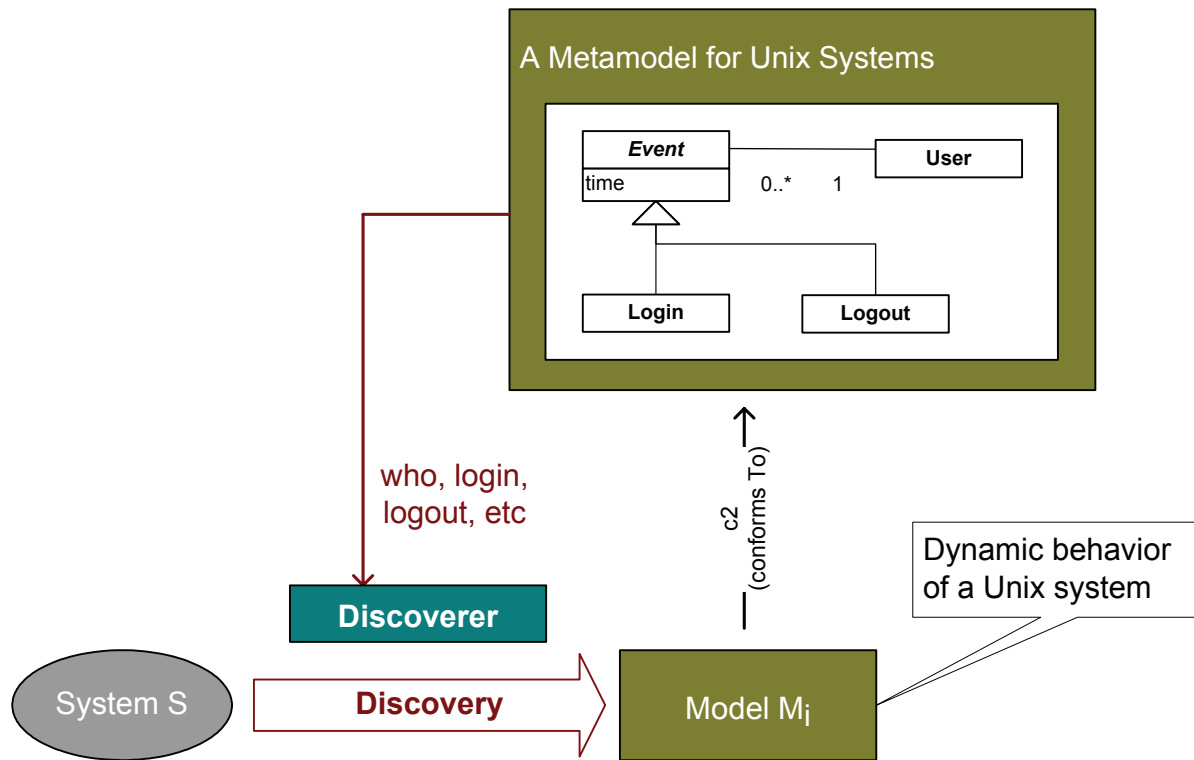 A Metamodel for Unix Systems
Event
User
time
0..* 1
Login
Logout
who, login,
logout, etc
c2
(conforms To)
Dynamic behavior
of a Unix system
Discoverer
System S
Discovery
Model Mi